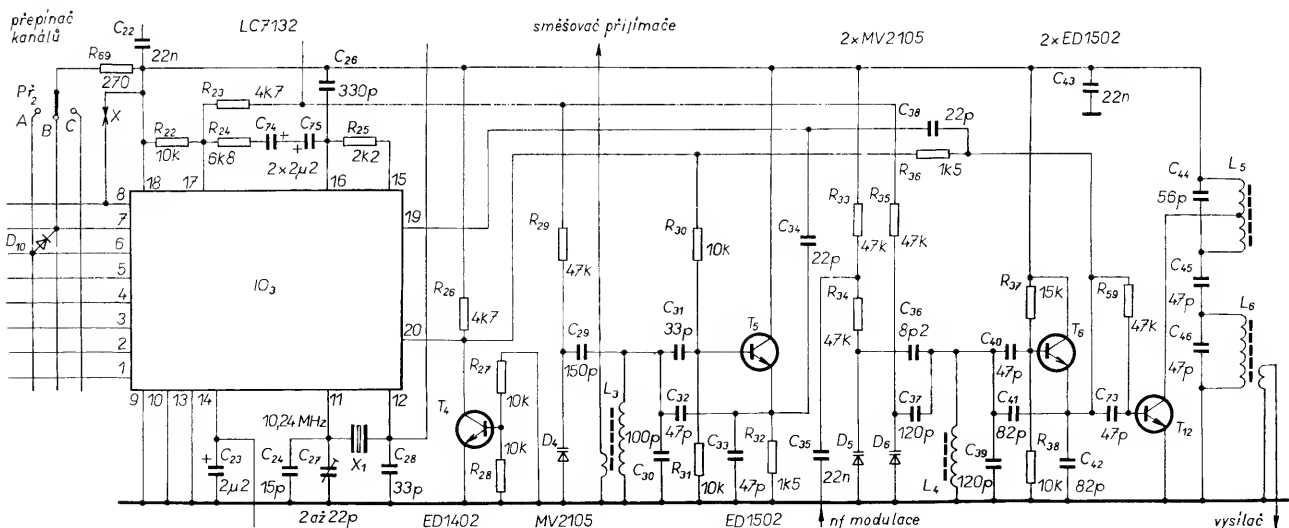 přepínač
kanálů
C22
22n
LC7132
směšovač přijímače
2×MV2105
2×ED1502
R69
270
Př2
A
B
C
X
R23
4k7
C26
330p
C43
22n
R22
10k
R24
6k8
C74
+
+
C75
2×2µ2
R25
2k2
C38
22p
R36
1k5
L5
C44
56p
18
17
16
15
8
7
6
5
4
3
2
1
D10
IO3
19
20
R29
47k
R30
10k
C34
22p
R33
47k
R35
47k
R26
4k7
R34
47k
R37
15k
R59
47k
C45
47p
L6
C46
47p
C29
150p
C31
33p
T5
C36
8p2
C40
47p
T6
R27
10k
L3
C32
47p
C37
120p
C41
82p
C73
47p
T12
9
10
13
14
11
12
10,24 MHz
T4
10k
R28
D4
100p
C30
R31
10k
C33
47p
R32
1k5
C35
22n
D5
D6
L4
C39
120p
R38
10k
C42
82p
+
C23
2µ2
C24
15p
C27
X1
C28
33p
2 až 22p
ED1402
MV2105
ED1502
nf modulace
vysílač